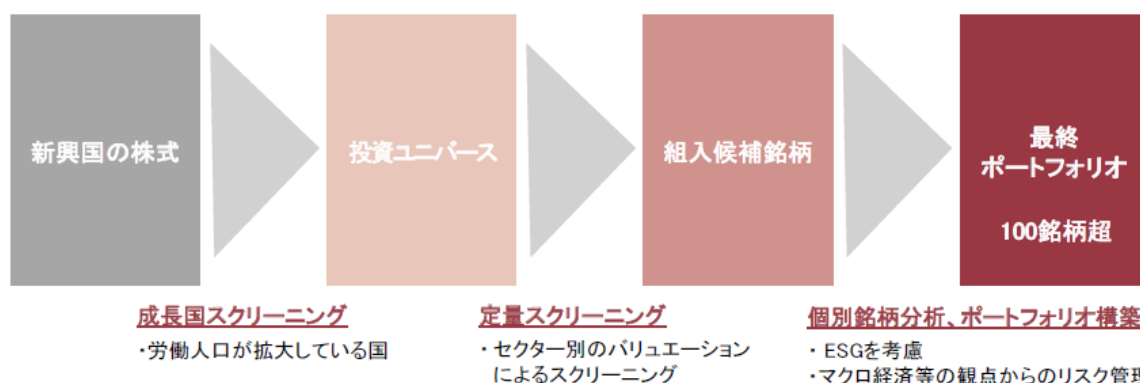 新興国の株式
投資ユニバース
組入候補銘柄
最終
ポートフォリオ
100銘柄超
成長国スクリーニング
・労働人口が拡大している国
定量スクリーニング
・セクター別のバリュエーション
によるスクリーニング
個別銘柄分析、ポートフォリオ構築
・ESGを考慮
・マクロ経済等の観点からのリスク管理